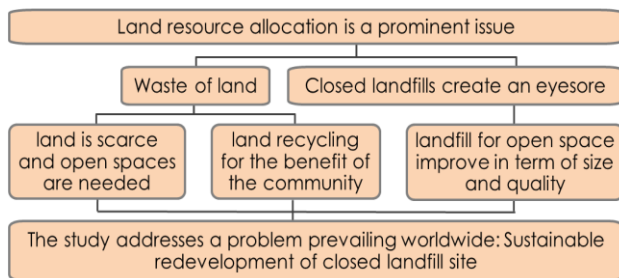 Land resource allocation is a prominent issue
Waste of land
Closed landfills create an eyesore
land is scarce
and open spaces
are needed
land recycling
for the benefit of
the community
landfill for open space
improve in term of size
and quality
The study addresses a problem prevailing worldwide: Sustainable
redevelopment of closed landfill site